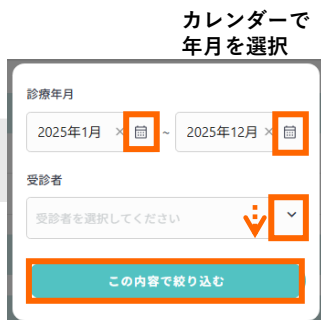 カレンダーで
年月を選択
診療年月
2025年1月 × ~ 2025年12月 ×
受診者
受診者を選択してください
この内容で絞り込む